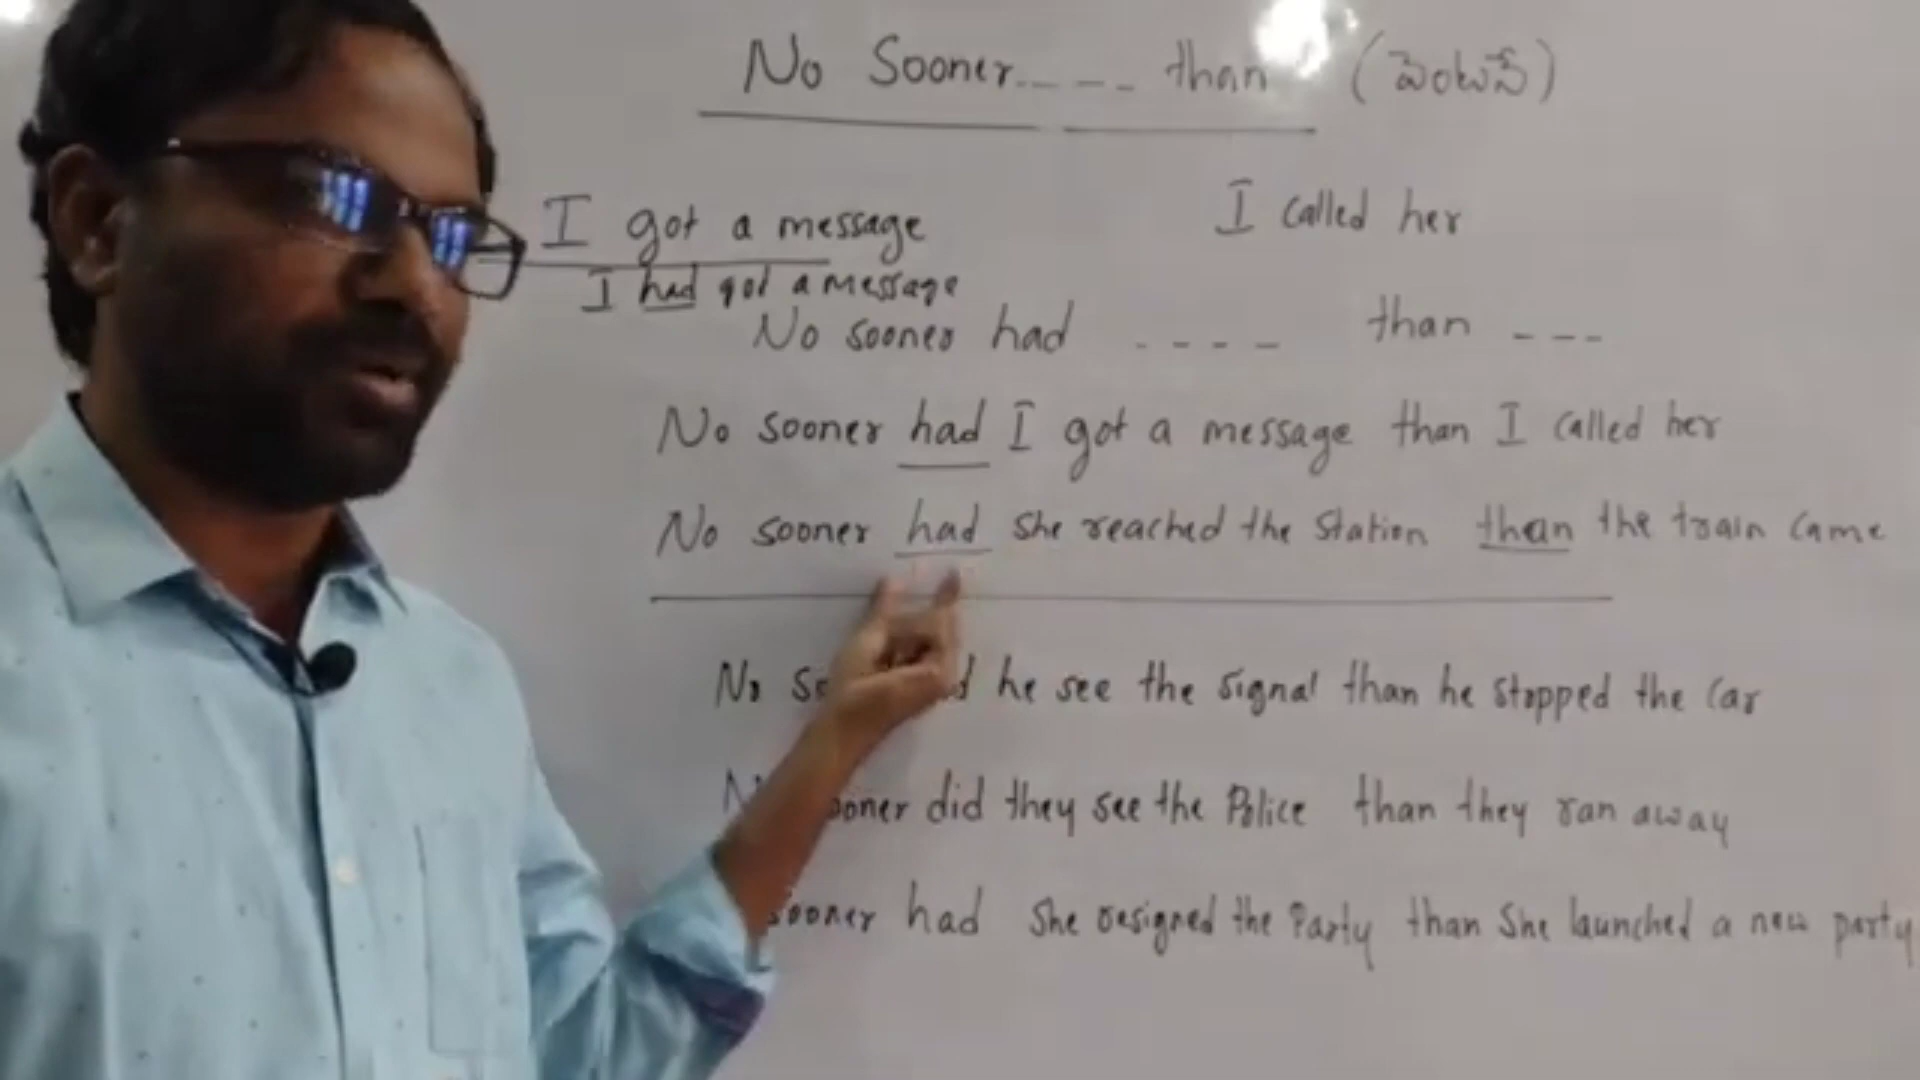 No Sooner.... than (వెంటనే)
I got a message I called her
I had got a message
No sooner had .... than ---
No sooner had I got a message than I called her
No sooner had she reached the station than the train came
No he see the signal than he stopped the car
did they see the Police than they ran away
sooner had She resigned the Party than She launched a new party